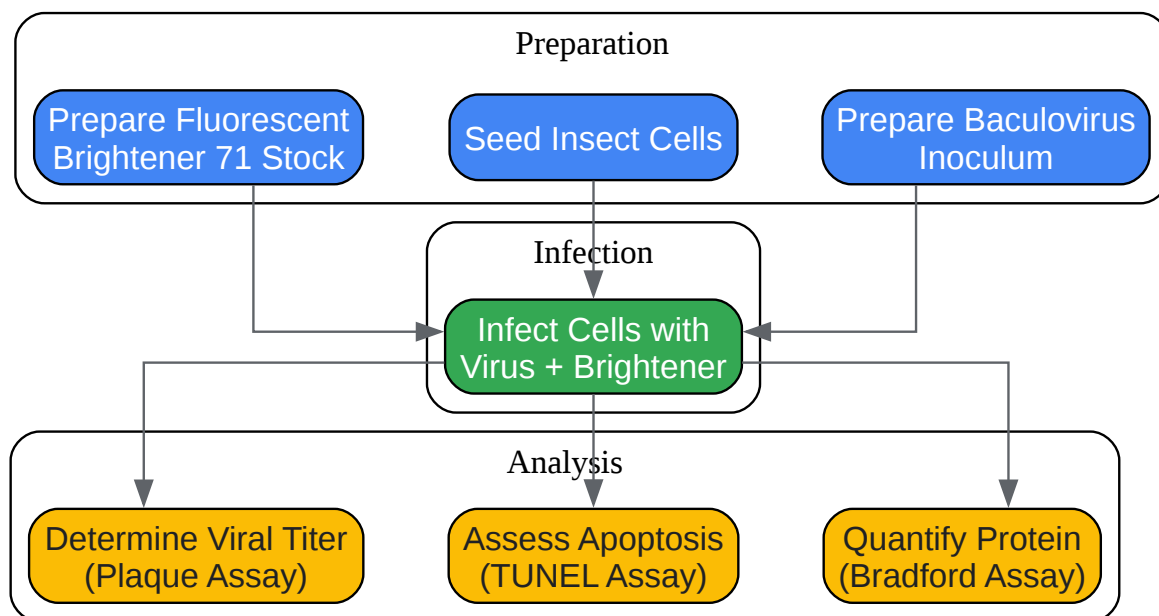 Preparation
Prepare Fluorescent
Brightener 71 Stock
Seed Insect Cells
Prepare Baculovirus
Inoculum
Infection
Infect Cells with
Virus + Brightener
Analysis
Determine Viral Titer
(Plaque Assay)
Assess Apoptosis
(TUNEL Assay)
Quantify Protein
(Bradford Assay)